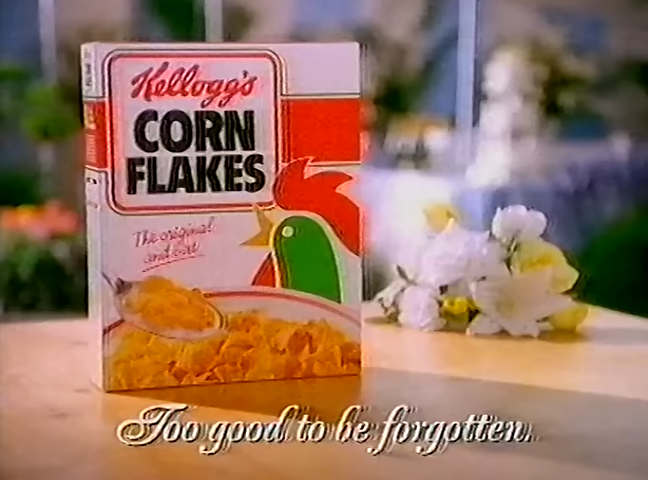 Kellogg's
CORN
FLAKES
The original
and best
Too good to be forgotten.